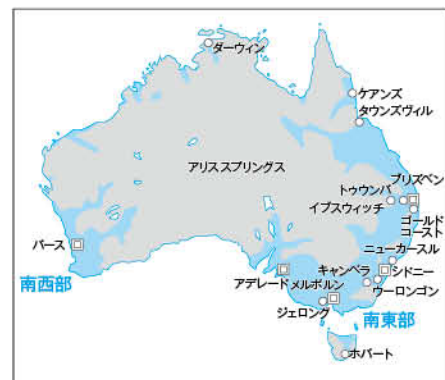 ダーウィン
ケアンズ
タウンズヴィル
アリススプリングス
ブリズベン
トゥウンバ
イプスウィッチ
ゴールド
コースト
ニューカースル
パース
キャンベラ
シドニー
アデレード
メルボルン
ウーロンゴン
南西部
ジェロング
南東部
ホバート